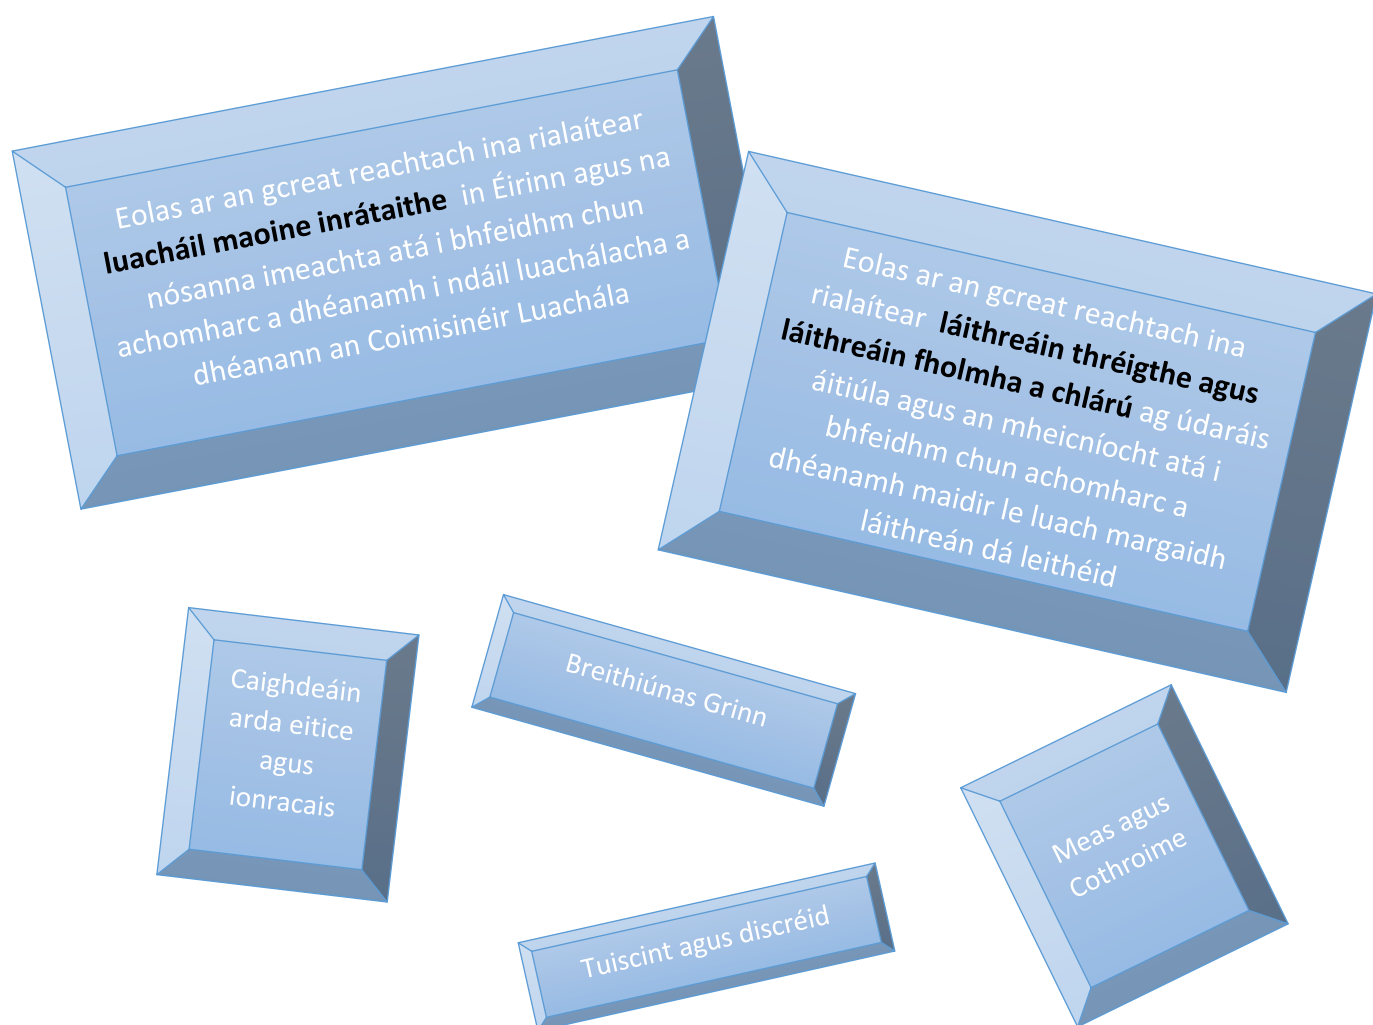 Eolas ar an gcreat reachtach ina rialaítear
luacháil maoine inrátaithe in Éirinn agus na
nósanna imeachta atá i bhfeidhm chun
achomharc a dhéanamh i ndáil luachálacha a
dhéanann an Coimisinéir Luachála
Eolas ar an gcreat reachtach ina
rialaítear láithreáin thréigthe agus
láithreáin fholmha a chlárú ag údaráis
áitiúla agus an mheicníocht atá i
bhfeidhm chun achomharc a
dhéanamh maidir le luach margaidh
láithreán dá leithéid
Caighdeáin
arda eitice
agus
ionracais
Breithiúnas Grinn
Meas agus
Cothroime
Tuiscint agus discréid